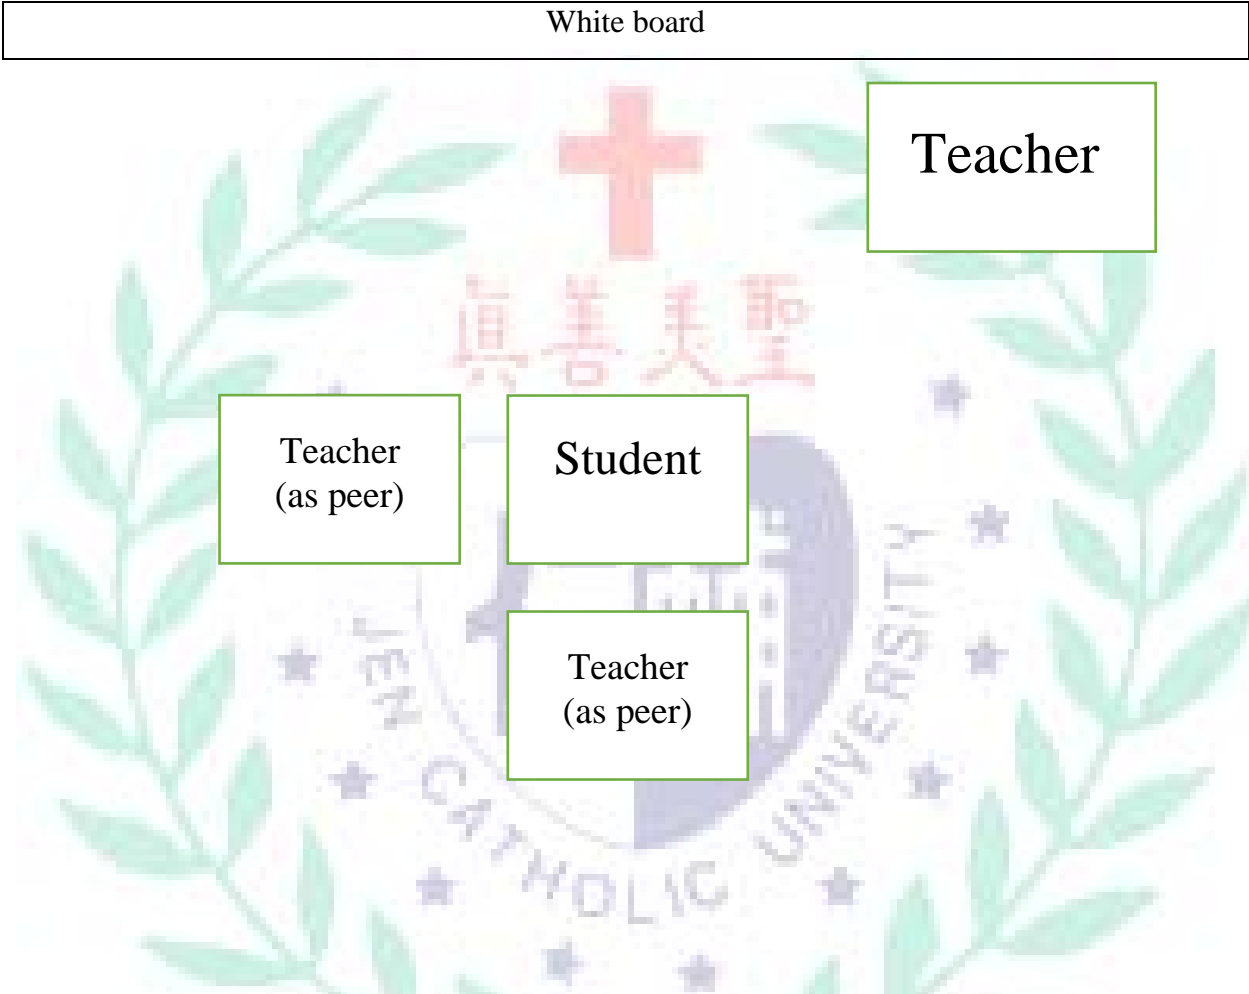 White board
Teacher
真善美聖
Teacher
(as peer)
Student
Teacher
(as peer)
JEN CATHOLIC UNIVERSITY